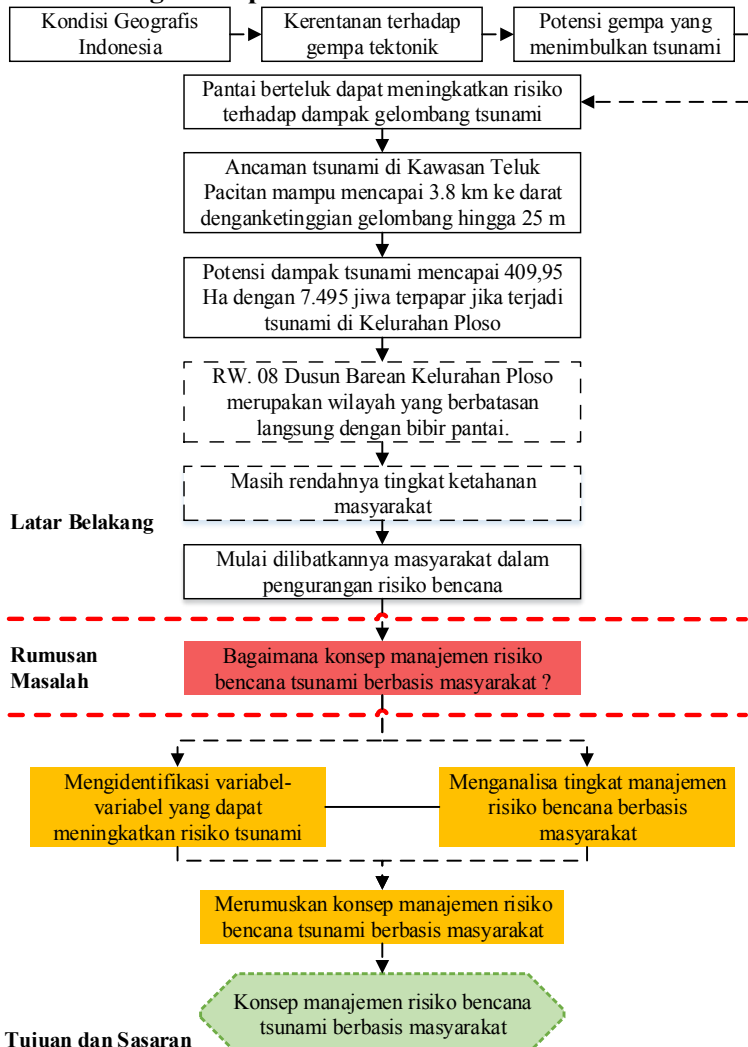 Kondisi Geografis
Indonesia
Kerentanan terhadap
gempa tektonik
Potensi gempa yang
menimbulkan tsunami
Pantai berteluk dapat meningkatkan risiko
terhadap dampak gelombang tsunami
Ancaman tsunami di Kawasan Teluk
Pacitan mampu mencapai 3.8 km ke darat
denganketinggian gelombang hingga 25 m
Potensi dampak tsunami mencapai 409,95
Ha dengan 7.495 jiwa terpapar jika terjadi
tsunami di Kelurahan Ploso
RW. 08 Dusun Barean Kelurahan Ploso
merupakan wilayah yang berbatasan
langsung dengan bibir pantai.
Masih rendahnya tingkat ketahanan
masyarakat
Latar Belakang
Mulai dilibatkannya masyarakat dalam
pengurangan risiko bencana
Rumusan
Masalah
Bagaimana konsep manajemen risiko
bencana tsunami berbasis masyarakat ?
Mengidentifikasi variabel-
variabel yang dapat
meningkatkan risiko tsunami
Menganalisa tingkat manajemen
risiko bencana berbasis
masyarakat
Merumuskan konsep manajemen risiko
bencana tsunami berbasis masyarakat
Konsep manajemen risiko bencana
tsunami berbasis masyarakat
Tujuan dan Sasaran